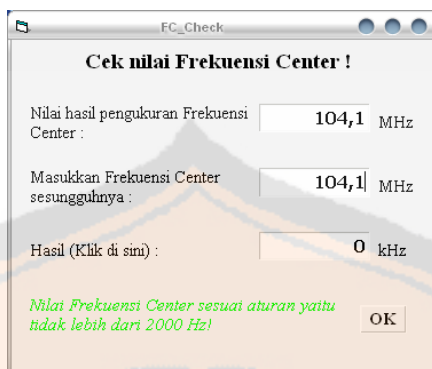 FC_Check
Cek nilai Frekuensi Center !
Nilai hasil pengukuran Frekuensi
Center :
104,1 MHz
Masukkan Frekuensi Center
sesungguhnya :
104,1 MHz
Hasil (Klik di sini) :
0 kHz
Nilai Frekuensi Center sesuai aturan yaitu
tidak lebih dari 2000 Hz!
OK